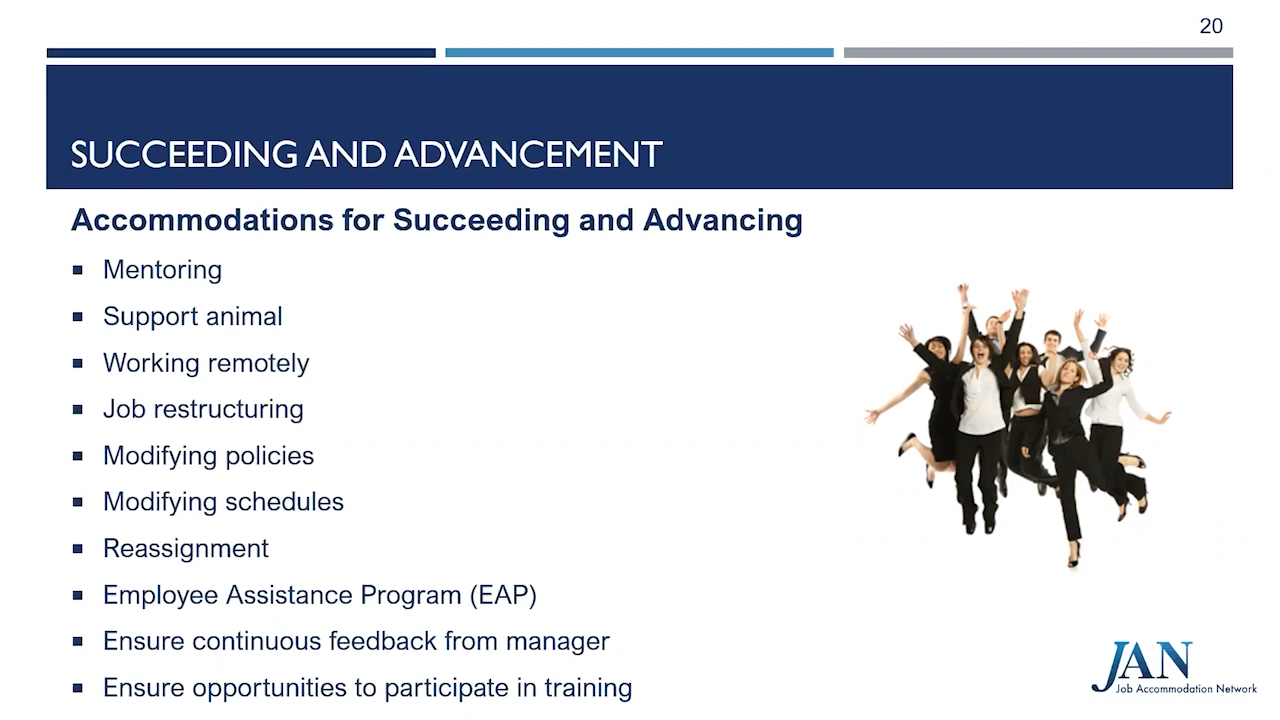 20
SUCCEEDING AND ADVANCEMENT
Accommodations for Succeeding and Advancing
▪ Mentoring
▪ Support animal
▪ Working remotely
▪ Job restructuring
▪ Modifying policies
▪ Modifying schedules
▪ Reassignment
▪ Employee Assistance Program (EAP)
▪ Ensure continuous feedback from manager
▪ Ensure opportunities to participate in training
JAN
Job Accommodation Network